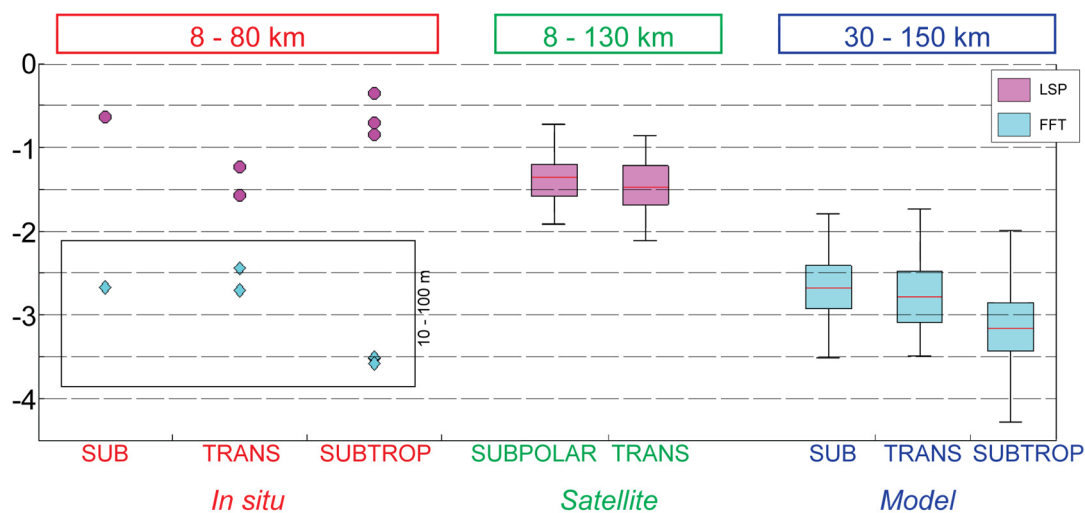 8 - 80 km
8 - 130 km
30 - 150 km
0
-1
-2
-3
-4
LSP
FFT
10 - 100 m
SUB TRANS SUBTROP
SUBPOLAR TRANS
SUB TRANS SUBTROP
In situ
Satellite
Model